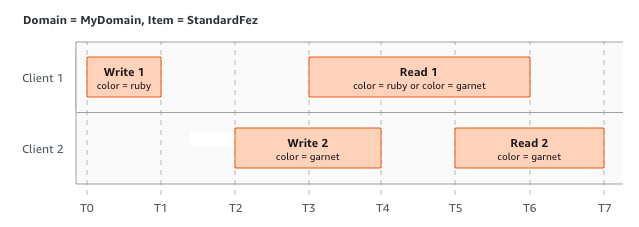 Domain = MyDomain, Item = StandardFez
Client 1
Write 1
color = ruby
Read 1
color = ruby or color = garnet
Client 2
Write 2
color = garnet
Read 2
color = garnet
T0 T1 T2 T3 T4 T5 T6 T7